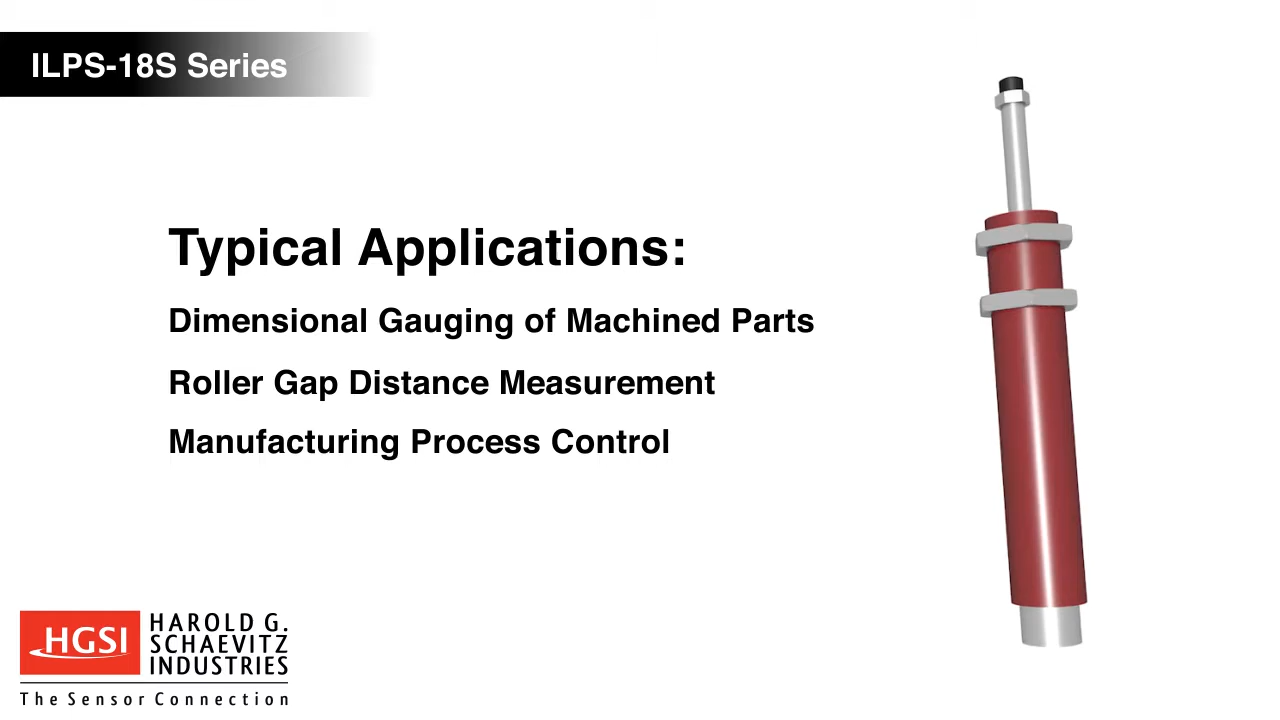 ILPS-18S Series
Typical Applications:
Dimensional Gauging of Machined Parts
Roller Gap Distance Measurement
Manufacturing Process Control
HGSI
HAROLD G.
SCHAEVITZ
INDUSTRIES
The Sensor Connection